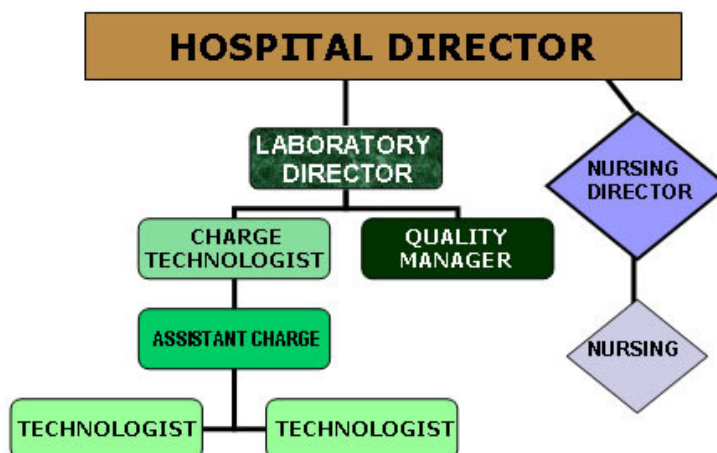 HOSPITAL DIRECTOR
LABORATORY
DIRECTOR
NURSING
DIRECTOR
CHARGE
TECHNOLOGIST
QUALITY
MANAGER
ASSISTANT CHARGE
NURSING
TECHNOLOGIST
TECHNOLOGIST